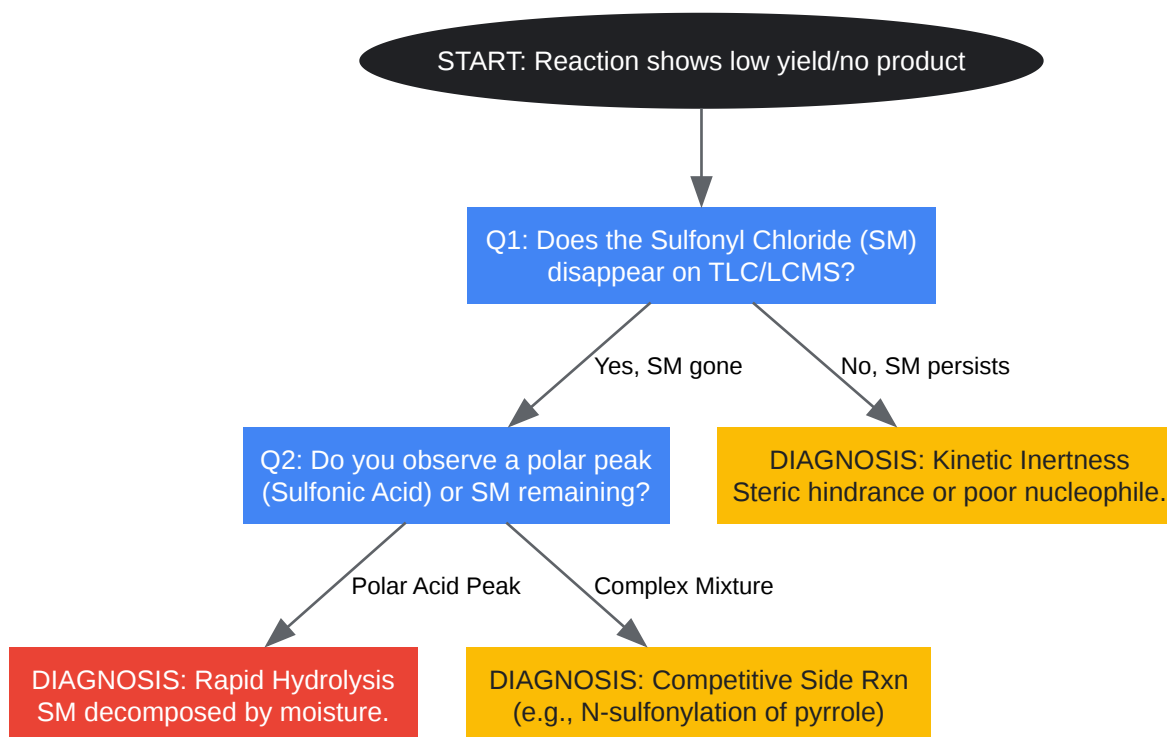 START: Reaction shows low yield/no product
Q1: Does the Sulfonyl Chloride (SM)
disappear on TLC/LCMS?
Yes, SM gone
No, SM persists
Q2: Do you observe a polar peak
(Sulfonic Acid) or SM remaining?
DIAGNOSIS: Kinetic Inertness
Steric hindrance or poor nucleophile.
Polar Acid Peak
Complex Mixture
DIAGNOSIS: Rapid Hydrolysis
SM decomposed by moisture.
DIAGNOSIS: Competitive Side Rxn
(e.g., N-sulfonylation of pyrrole)